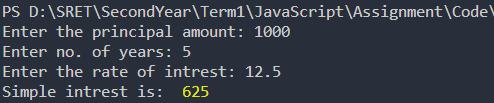 PS D:\SRET\SecondYear\Term1\JavaScript\Assignment\Code\
Enter the principal amount: 1000
Enter no. of years: 5
Enter the rate of intrest: 12.5
Simple intrest is:  625